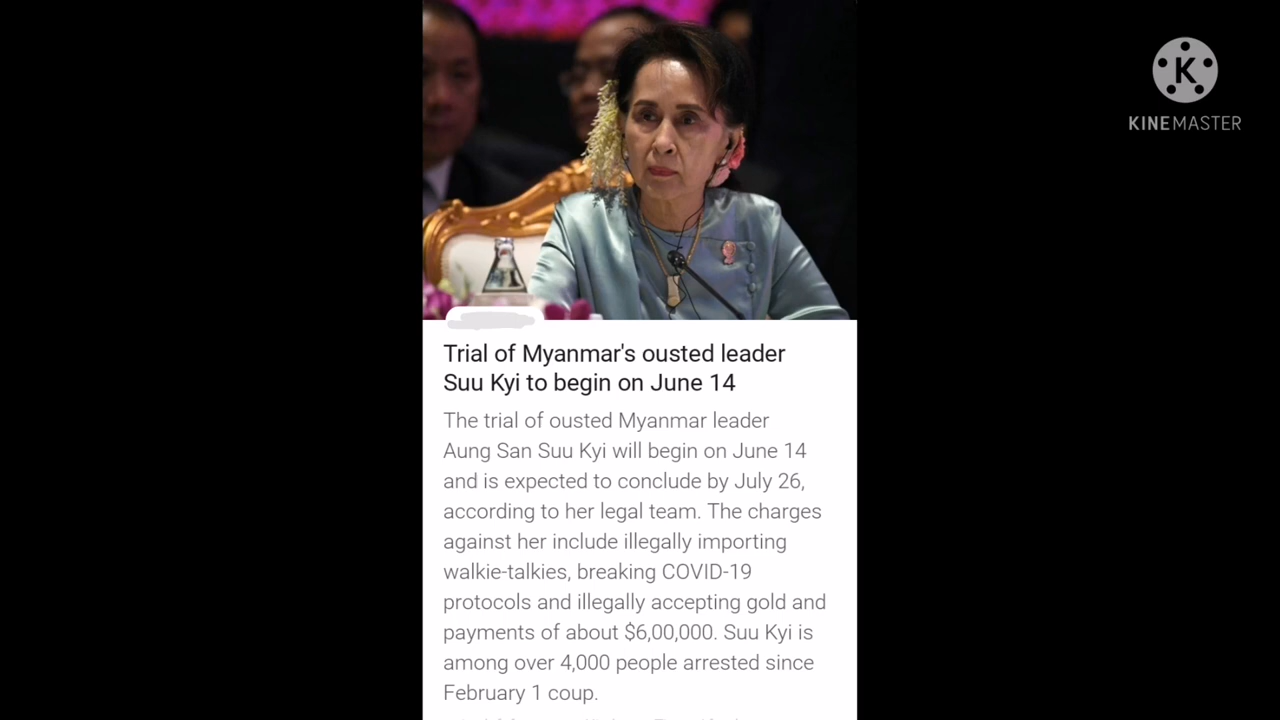 K
KINEMASTER
Trial of Myanmar's ousted leader
Suu Kyi to begin on June 14
The trial of ousted Myanmar leader
Aung San Suu Kyi will begin on June 14
and is expected to conclude by July 26,
according to her legal team. The charges
against her include illegally importing
walkie-talkies, breaking COVID-19
protocols and illegally accepting gold and
payments of about $6,00,000. Suu Kyi is
among over 4,000 people arrested since
February 1 coup.